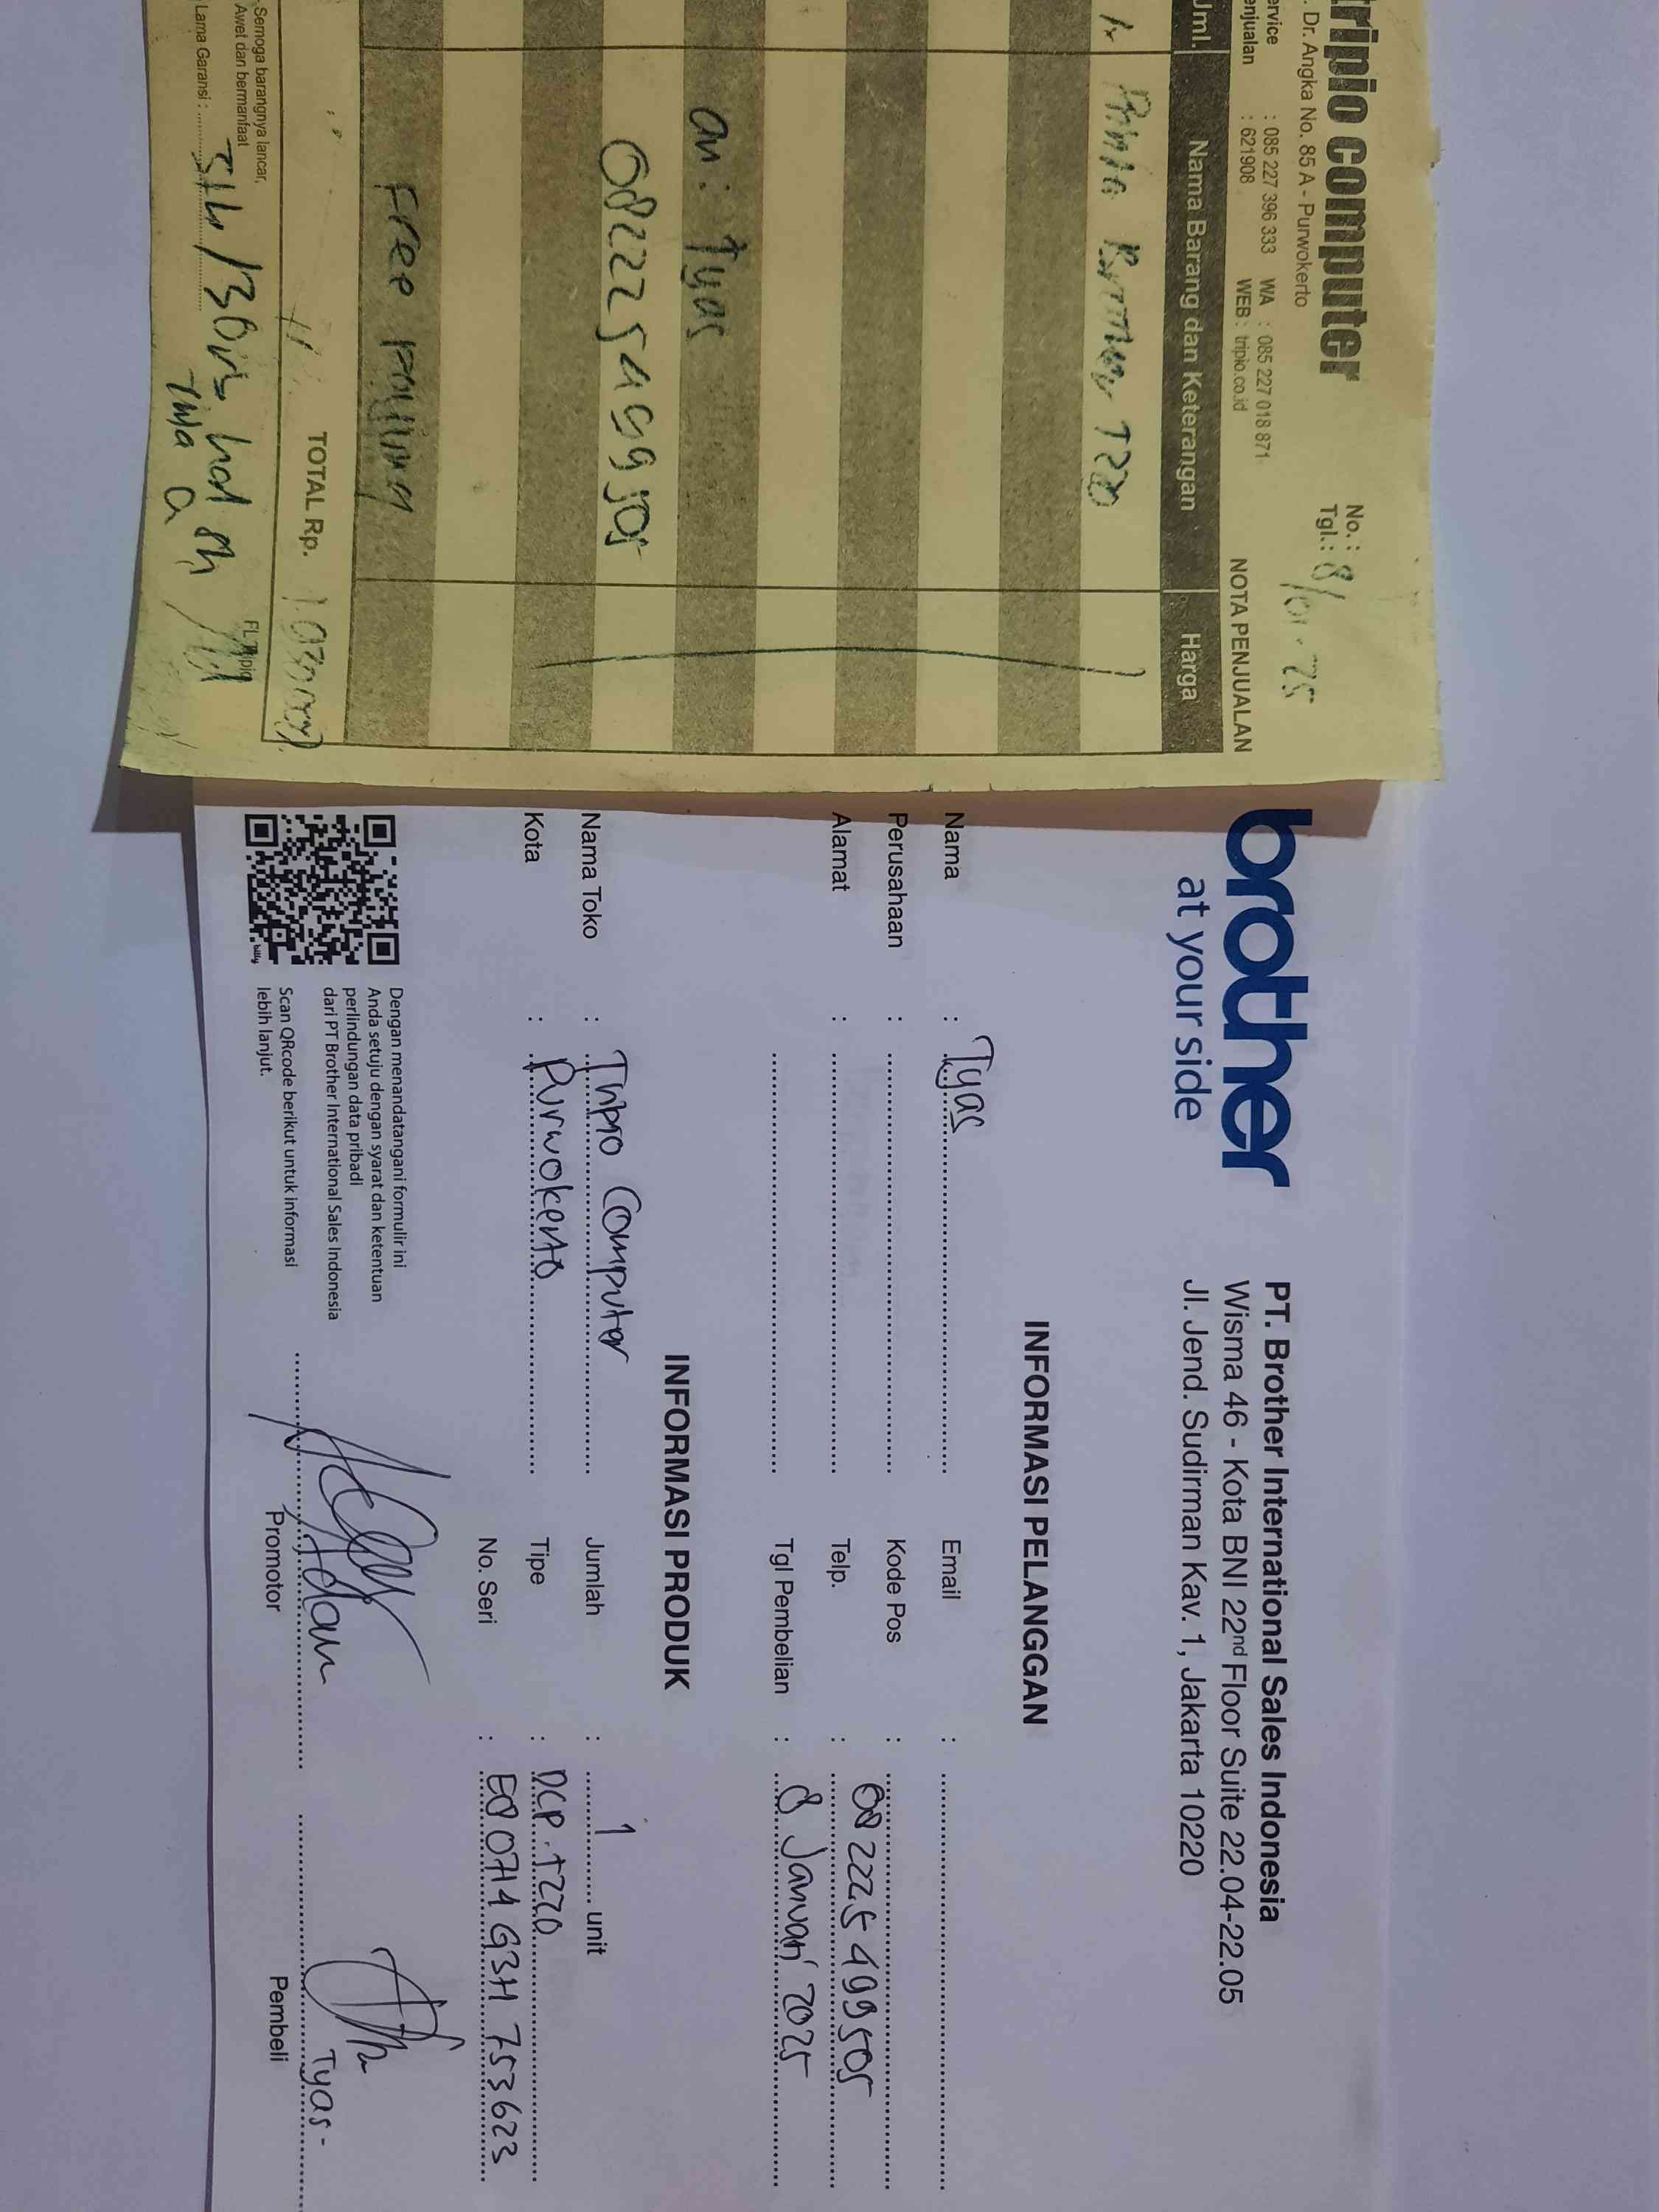 tripio computer
. Dr. Angka No. 85 A - Purwokerto
ervice : 085 227 396 333 WA : 085 227 018 871
enjualan : 621908 WEB : tripio.co.id
No. :
Tgl.: 8/01-25
NOTA PENJUALAN
Jml. Nama Barang dan Keterangan Harga
1x T220
an : Tyas
082225499505
Free
TOTAL Rp.
Semoga barangnya lancar,
Awet dan bermanfaat
Lama Garansi :
brother
at your side
PT. Brother International Sales Indonesia
Wisma 46 - Kota BNI 22nd Floor Suite 22.04-22.05
Jl. Jend. Sudirman Kav. 1, Jakarta 10220
INFORMASI PELANGGAN
Nama : Tyas
Perusahaan :
Alamat :
Email :
Kode Pos :
Telp. : 082225499505
Tgl Pembelian : 8 Januari 2025
INFORMASI PRODUK
Nama Toko : Tripio Computer
Kota : Purwokerto
Jumlah : 1 unit
Tipe : DCP.T220
No. Seri : E80714G3H753623
Dengan menandatangani formulir ini
Anda setuju dengan syarat dan ketentuan
perlindungan data pribadi
dari PT Brother International Sales Indonesia
Scan QRcode berikut untuk informasi
lebih lanjut.
Promotor
Tyas-
Pembeli